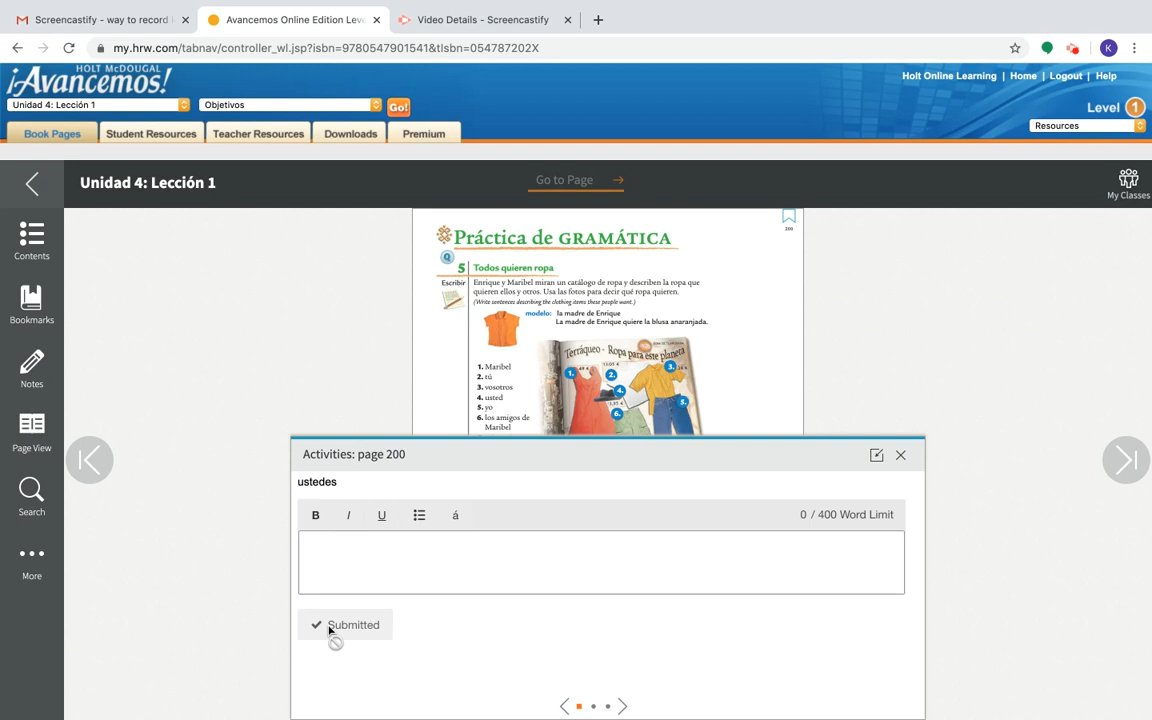 Screencastify - way to record
Avancemos Online Edition Leve
Video Details - Screencastify
my.hrw.com/tabnav/controller_wl.jsp?isbn=9780547901541&tlsbn=054787202X
K
HOLT McDOUGAL
¡Avancemos!
Holt Online Learning | Home | Logout | Help
Unidad 4: Lección 1
Objetivos
Go!
Level 1
Resources
Book Pages
Student Resources
Teacher Resources
Downloads
Premium
Unidad 4: Lección 1
Go to Page
My Classes
Contents
Bookmarks
Notes
Page View
Search
More
200
Práctica de GRAMÁTICA
5 Todos quieren ropa
Escribir
Enrique y Maribel miran un catálogo de ropa y describen la ropa que
quieren ellos y otros. Usa las fotos para decir qué ropa quieren.
(Write sentences describing the clothing items these people want.)
modelo: la madre de Enrique
La madre de Enrique quiere la blusa anaranjada.
Terráqueo - Ropa para este planeta
1. Maribel
2. tú
3. vosotros
4. usted
5. yo
6. los amigos de
Maribel
1.
2.
3.
4.
5.
6.
Activities: page 200
ustedes
B I U á
0 / 400 Word Limit
Submitted